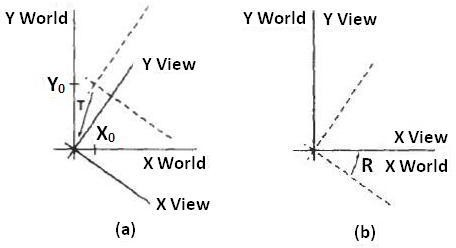 Y World
Y View
Y₀
T
X₀
X World
X View
(a)
Y World Y View
X View
R X World
(b)